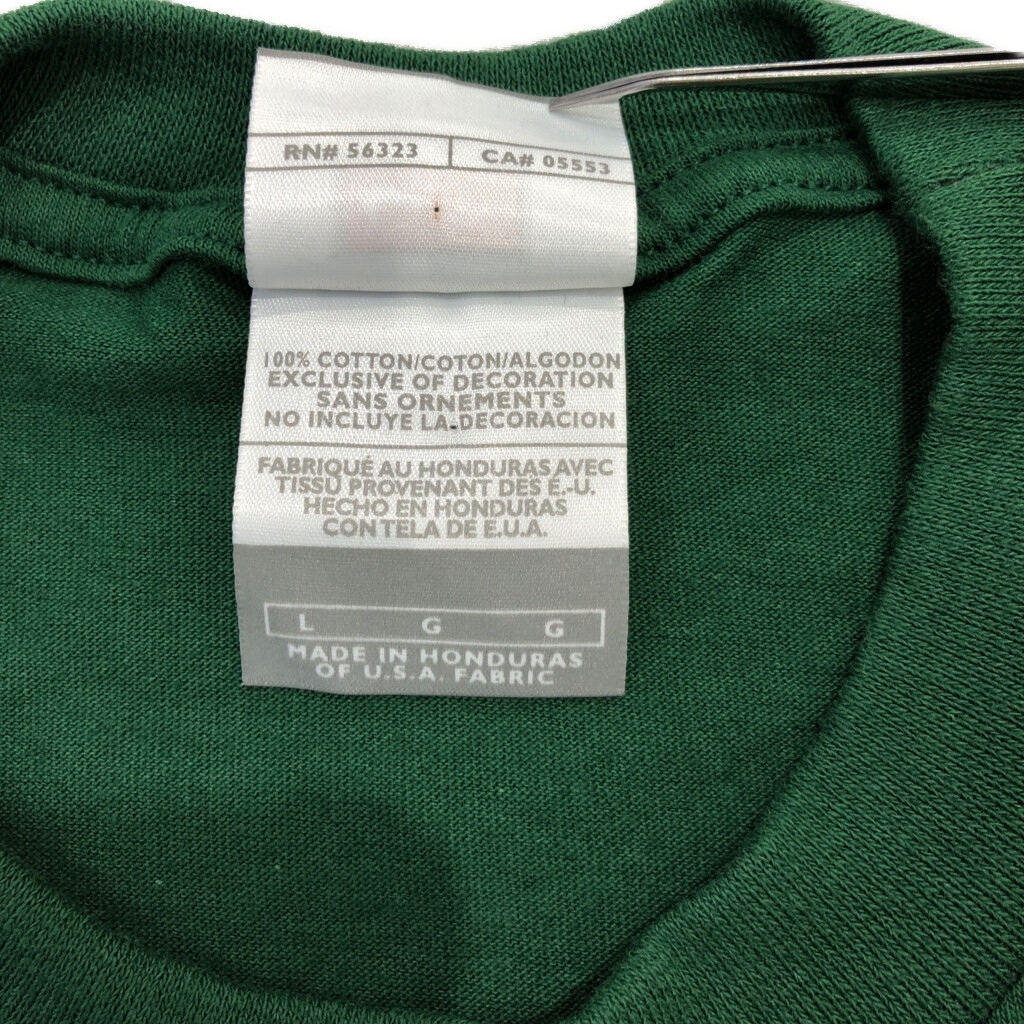 RN# 56323 | CA# 05553
100% COTTON/COTON/ALGODON
EXCLUSIVE OF DECORATION
SANS ORNEMENTS
NO INCLUYE LA DECORACION
FABRIQUÉ AU HONDURAS AVEC
TISSU PROVENANT DES É.-U.
HECHO EN HONDURAS
CON TELA DE E.U.A.
L G G
MADE IN HONDURAS
OF U.S.A. FABRIC